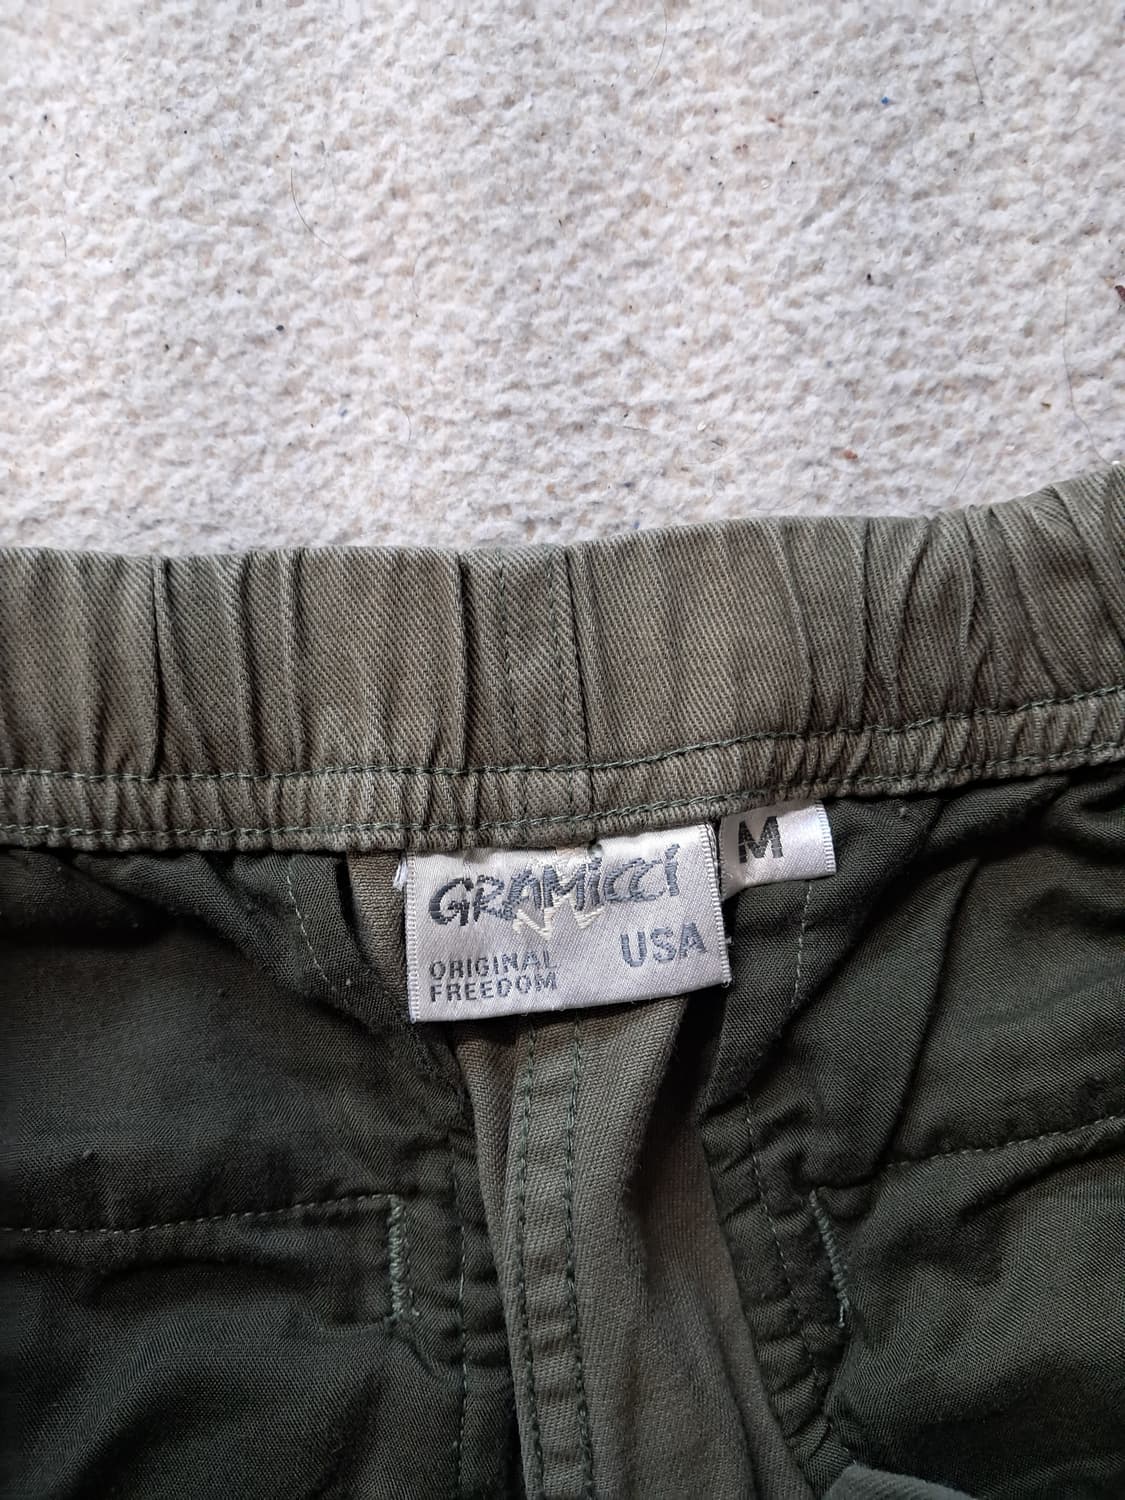 GRAMiCCi
USA
ORIGINAL
FREEDOM
M